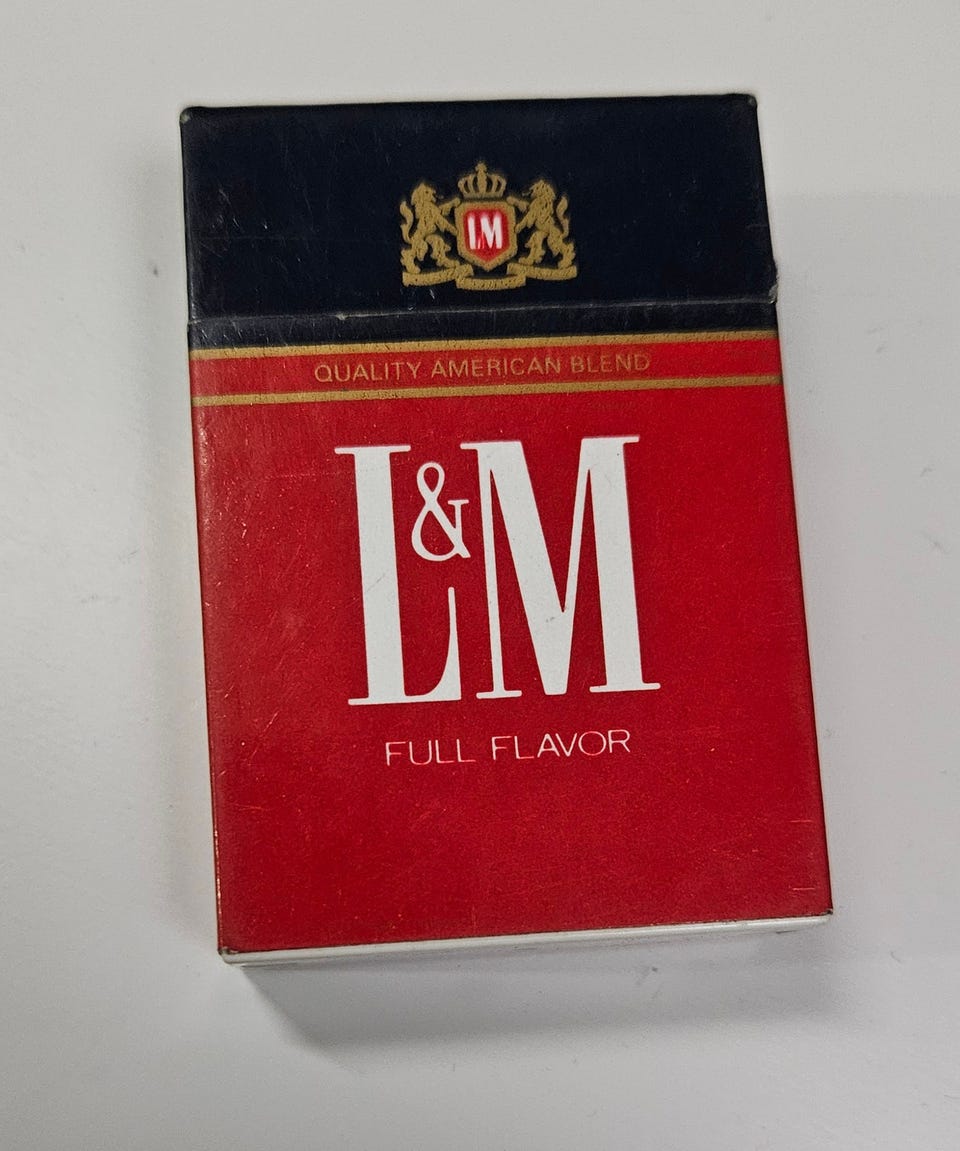 LM
QUALITY AMERICAN BLEND
L&M
FULL FLAVOR